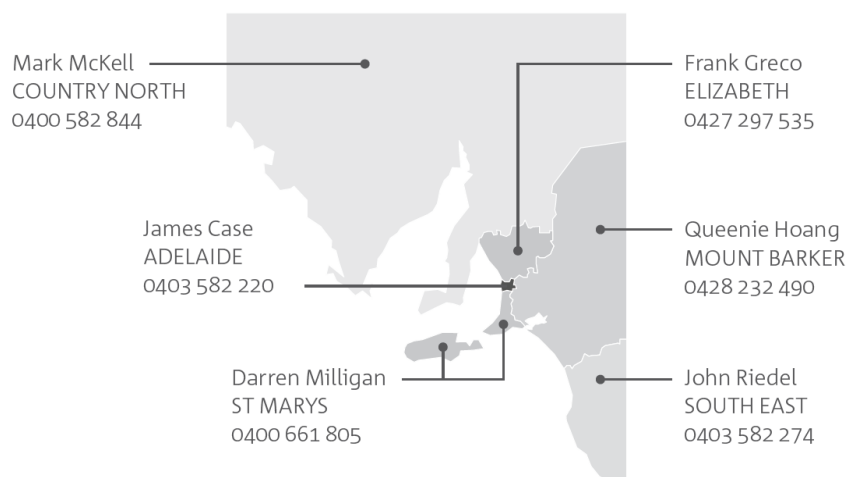 Mark McKell
COUNTRY NORTH
0400 582 844
Frank Greco
ELIZABETH
0427 297 535
James Case
ADELAIDE
0403 582 220
Queenie Hoang
MOUNT BARKER
0428 232 490
Darren Milligan
ST MARYS
0400 661 805
John Riedel
SOUTH EAST
0403 582 274